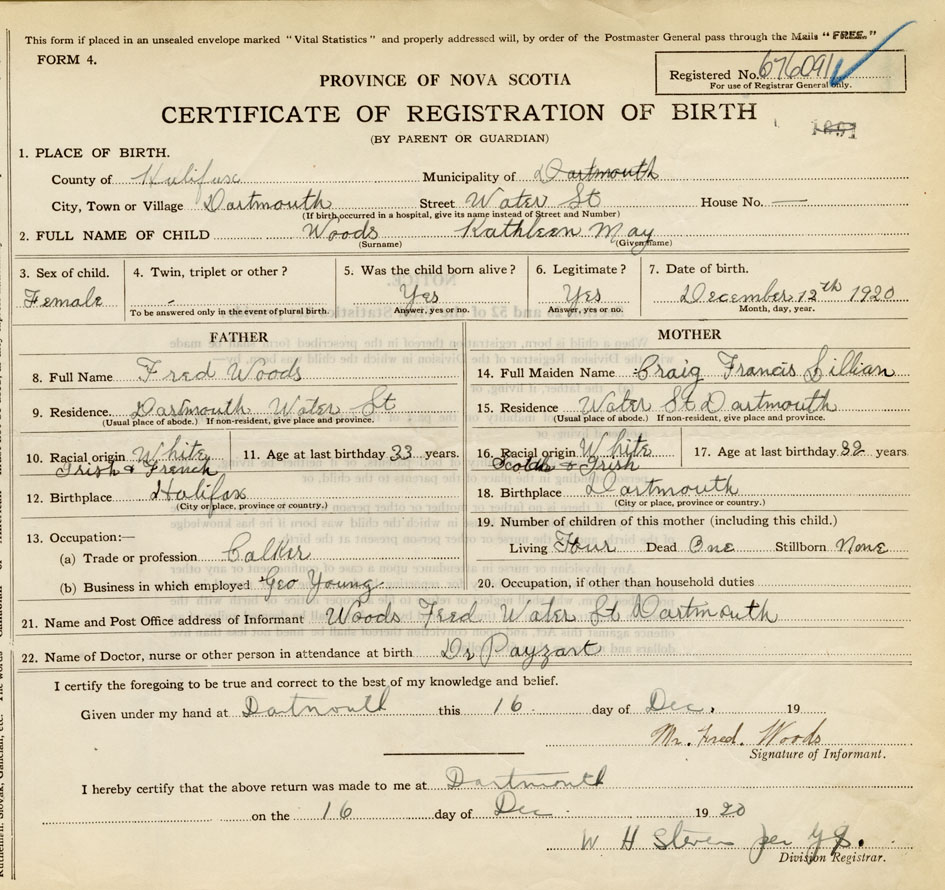 This form if placed in an unsealed envelope marked "Vital Statistics" and properly addressed will, by order of the Postmaster General pass through the Mails "FREE."
FORM 4.
Registered No. 676091
For use of Registrar General only.
PROVINCE OF NOVA SCOTIA
CERTIFICATE OF REGISTRATION OF BIRTH
(BY PARENT OR GUARDIAN)
1. PLACE OF BIRTH.
County of Halifax Municipality of Dartmouth
City, Town or Village Dartmouth Street Water St House No. —
(If birth occurred in a hospital, give its name instead of Street and Number)
2. FULL NAME OF CHILD Woods Kathleen May
(Surname) (Given name)
3. Sex of child. 4. Twin, triplet or other? 5. Was the child born alive? 6. Legitimate? 7. Date of birth.
Female - Yes Yes December 12th 1920
To be answered only in the event of plural birth. Answer, yes or no. Answer, yes or no. Month, day, year.
FATHER MOTHER
8. Full Name Fred Woods 14. Full Maiden Name Craig Francis Lillian
9. Residence. Dartmouth Water St 15. Residence Water St Dartmouth
(Usual place of abode.) If non-resident, give place and province. (Usual place of abode.) If non-resident, give place and province.
10. Racial origin White 11. Age at last birthday 33 years. 16. Racial origin White 17. Age at last birthday 32 years
Irish & French Scotch & Irish
12. Birthplace Halifax 18. Birthplace Dartmouth
(City or place, province or country.) (City or place, province or country.)
13. Occupation:— 19. Number of children of this mother (including this child.)
(a) Trade or profession Calker Living Four Dead One Stillborn None
(b) Business in which employed Geo Young 20. Occupation, if other than household duties
21. Name and Post Office address of Informant Woods Fred Water St Dartmouth
22. Name of Doctor, nurse or other person in attendance at birth Dr Payzart
I certify the foregoing to be true and correct to the best of my knowledge and belief.
Given under my hand at Dartmouth this 16 day of Dec. 19
Mr. Fred. Woods
Signature of Informant.
I hereby certify that the above return was made to me at Dartmouth
on the 16 day of Dec 1920
W H Steven per
Division Registrar.